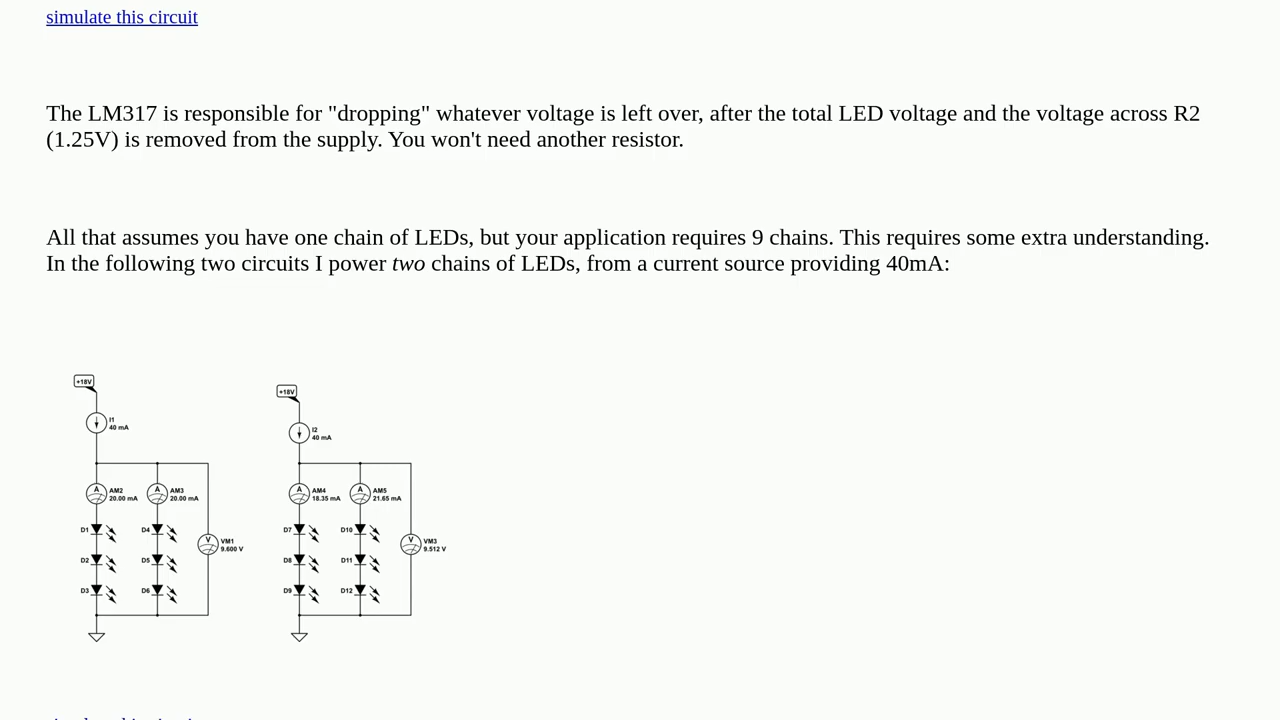 simulate this circuit
The LM317 is responsible for "dropping" whatever voltage is left over, after the total LED voltage and the voltage across R2
(1.25V) is removed from the supply. You won't need another resistor.
All that assumes you have one chain of LEDs, but your application requires 9 chains. This requires some extra understanding.
In the following two circuits I power two chains of LEDs, from a current source providing 40mA:
+18V
+18V
I1
40 mA
I2
40 mA
A
AM2
20.00 mA
A
AM3
20.00 mA
A
AM4
18.35 mA
A
AM5
21.65 mA
D1
D4
D7
D10
V
VM1
9.600 V
V
VM3
9.512 V
D2
D5
D8
D11
D3
D6
D9
D12